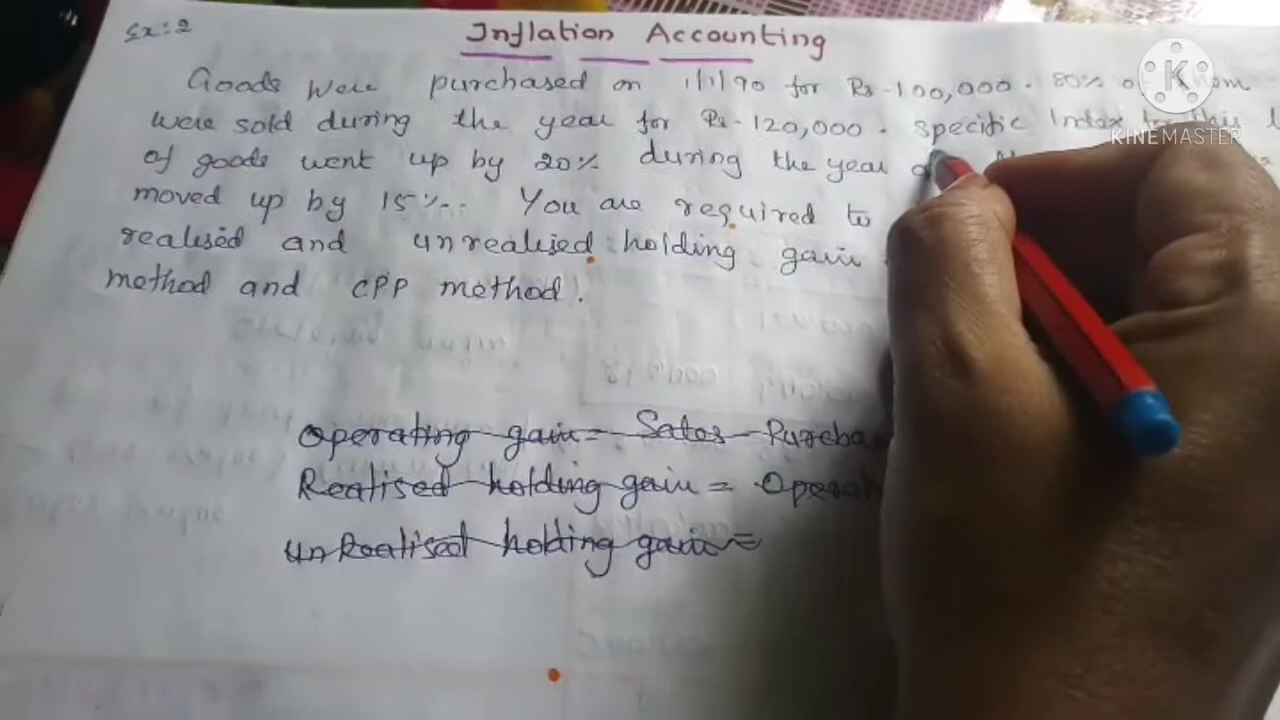 Ex:2
Inflation Accounting
Goods were purchased on 1/1/90 for Rs.100,000. 80%
were sold during the year for Rs.120,000. Specific Index for this
of goods went up by 20% during the year
moved up by 15%. You are required to
realised and unrealised holding gain
method and CPP method.
Operating gain = Sales - Purcha
Realised holding gain = Operat
Unrealised holding gain =
K
KINEMASTER